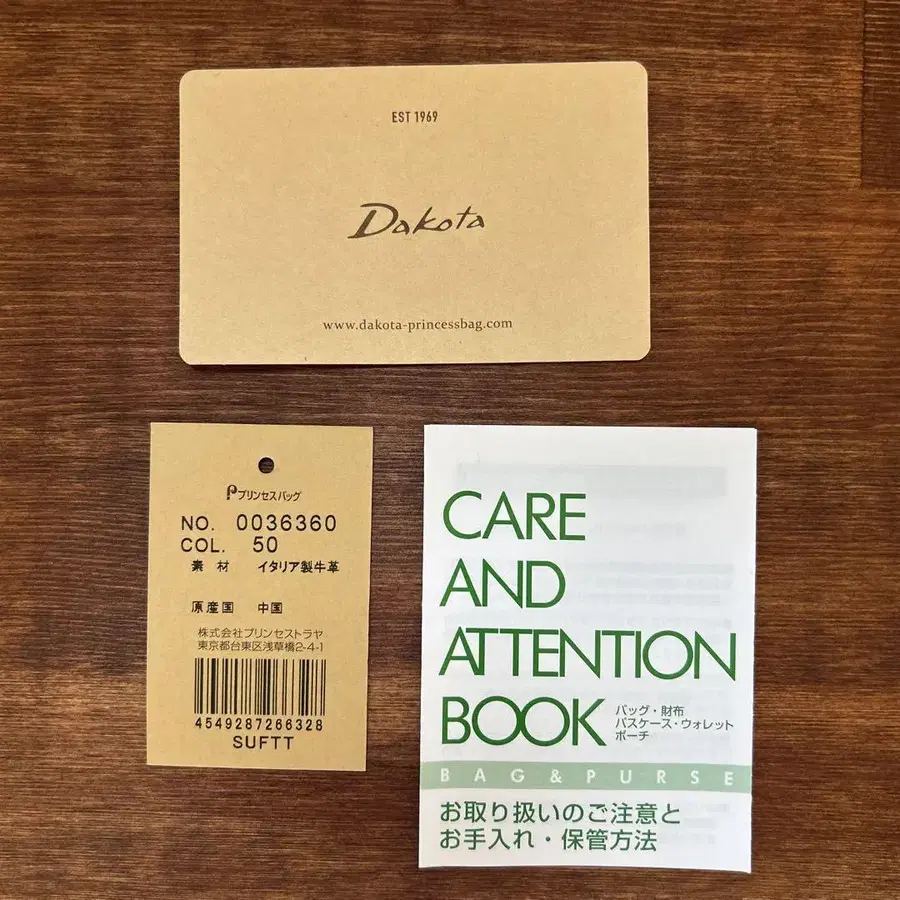 EST 1969
Dakota
www.dakota-princessbag.com
プリンセスバッグ
NO. 0036360
COL. 50
素材 イタリア製牛革
原産国 中国
株式会社プリンセストラヤ
東京都台東区浅草橋2-4-1
4549287266328
SUFTT
CARE
AND
ATTENTION
BOOK
バッグ・財布
パスケース・ウォレット
ポーチ
BAG & PURSE
お取り扱いのご注意と
お手入れ・保管方法